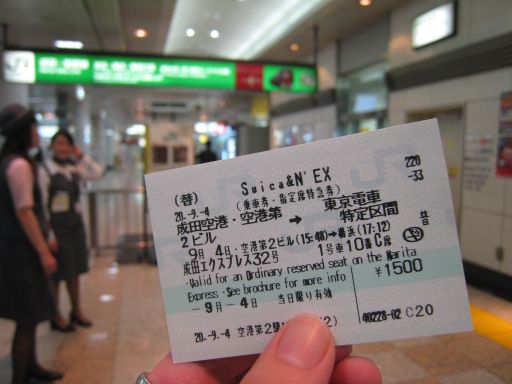 JR
Suica&N'EX
(替)
(乗車券・指定席特急券)
220
-33
20.-9.-4
成田空港・空港第2ビル → 東京電車特定区間
9月 4日・空港第2ビル(15:48)→横浜(17:12)
成田エクスプレス32号
1号車10番C席
・Valid for an Ordinary reserved seat on the Narita
Express・See brochure for more info
¥1500
-9月-4日
当日限り有効
20.-9.-4
空港第2
2)
40228-02
C20